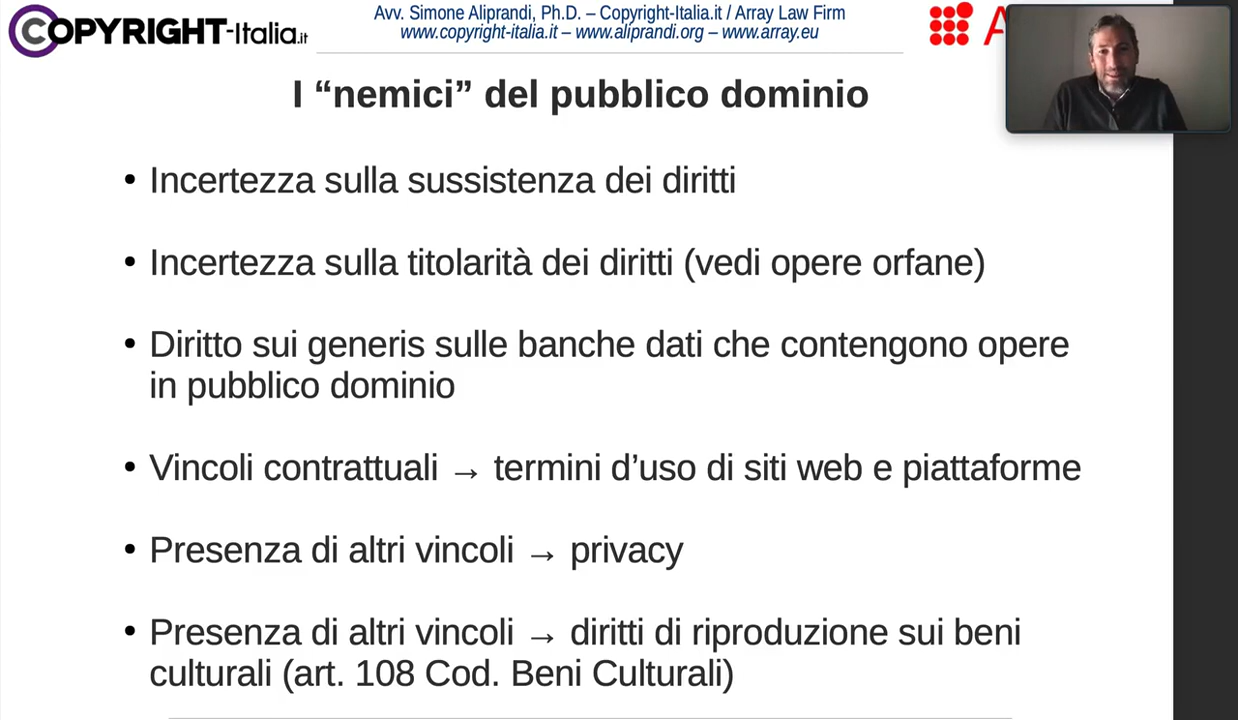 COPYRIGHT-Italia.it
Avv. Simone Aliprandi, Ph.D. – Copyright-Italia.it / Array Law Firm
www.copyright-italia.it – www.aliprandi.org – www.array.eu
A
I “nemici” del pubblico dominio
• Incertezza sulla sussistenza dei diritti
• Incertezza sulla titolarità dei diritti (vedi opere orfane)
• Diritto sui generis sulle banche dati che contengono opere
in pubblico dominio
• Vincoli contrattuali → termini d’uso di siti web e piattaforme
• Presenza di altri vincoli → privacy
• Presenza di altri vincoli → diritti di riproduzione sui beni
culturali (art. 108 Cod. Beni Culturali)